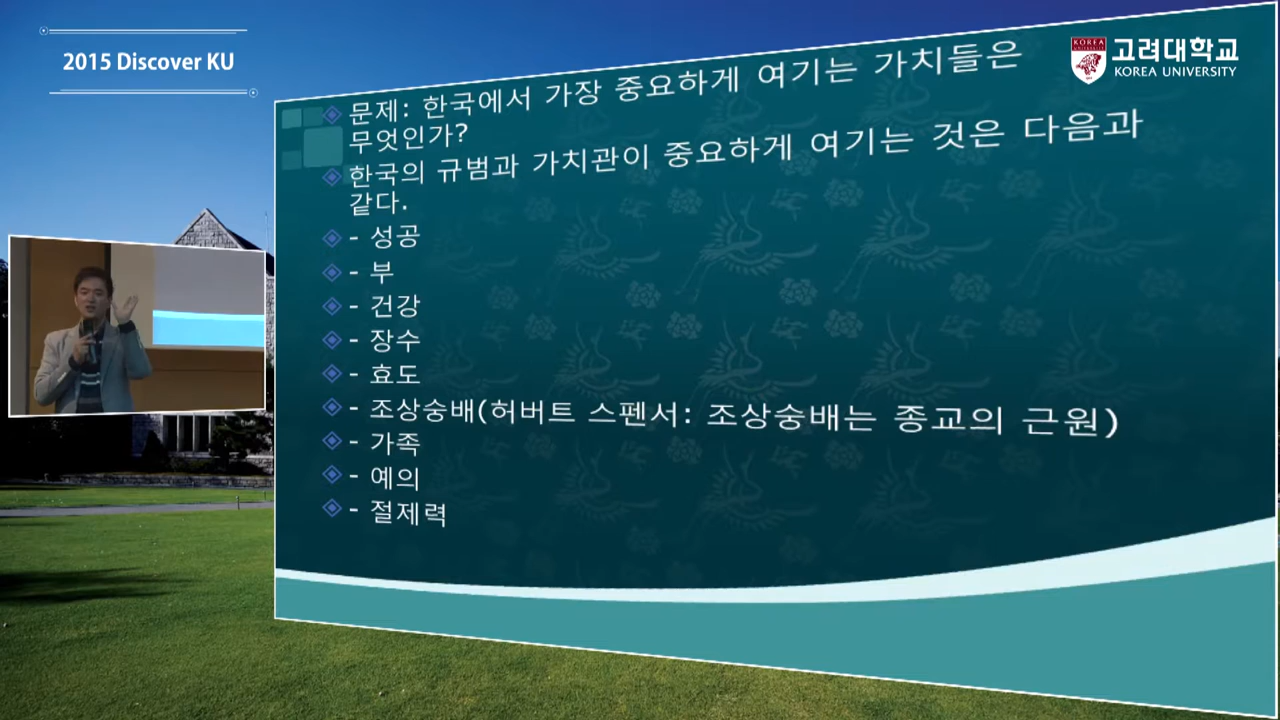 2015 Discover KU
KOREA
고려대학교
KOREA UNIVERSITY
문제: 한국에서 가장 중요하게 여기는 가치들은
무엇인가?
한국의 규범과 가치관이 중요하게 여기는 것은 다음과
같다.
- 성공
- 부
- 건강
- 장수
- 효도
- 조상숭배(허버트 스펜서: 조상숭배는 종교의 근원)
- 가족
- 예의
- 절제력